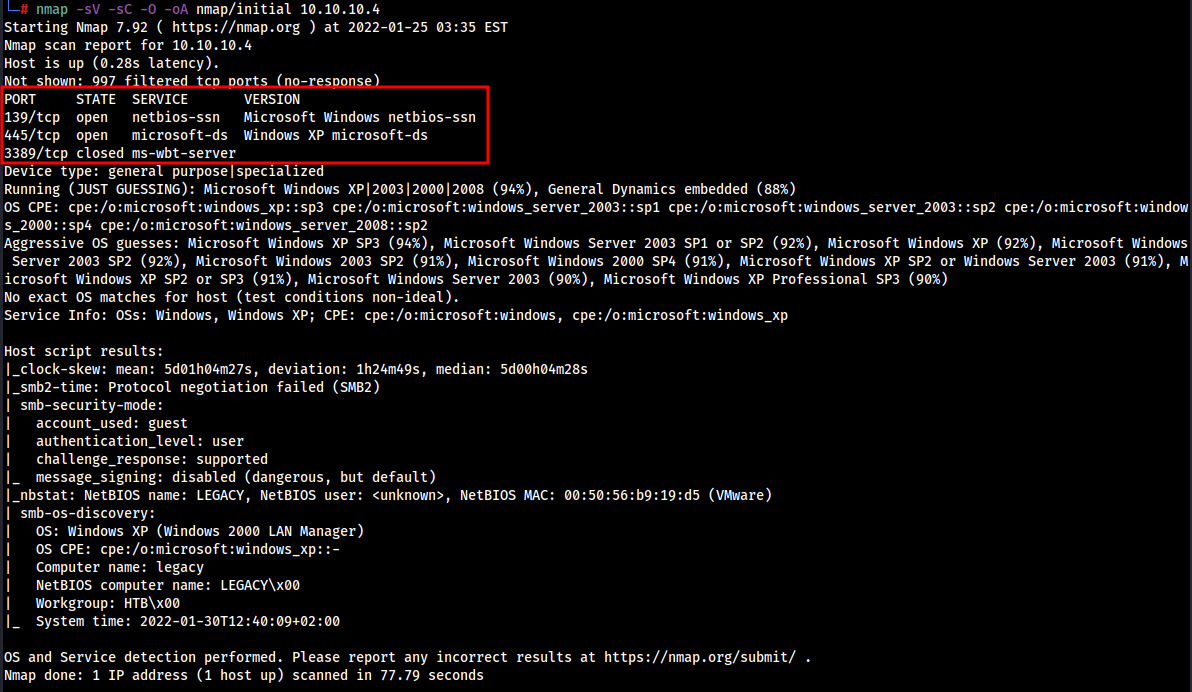 └─# nmap -sV -sC -O -oA nmap/initial 10.10.10.4
Starting Nmap 7.92 ( https://nmap.org ) at 2022-01-25 03:35 EST
Nmap scan report for 10.10.10.4
Host is up (0.28s latency).
Not shown: 997 filtered tcp ports (no-response)
PORT     STATE  SERVICE       VERSION
139/tcp  open   netbios-ssn   Microsoft Windows netbios-ssn
445/tcp  open   microsoft-ds  Windows XP microsoft-ds
3389/tcp closed ms-wbt-server
Device type: general purpose|specialized
Running (JUST GUESSING): Microsoft Windows XP|2003|2000|2008 (94%), General Dynamics embedded (88%)
OS CPE: cpe:/o:microsoft:windows_xp::sp3 cpe:/o:microsoft:windows_server_2003::sp1 cpe:/o:microsoft:windows_server_2003::sp2 cpe:/o:microsoft:window
s_2000::sp4 cpe:/o:microsoft:windows_server_2008::sp2
Aggressive OS guesses: Microsoft Windows XP SP3 (94%), Microsoft Windows Server 2003 SP1 or SP2 (92%), Microsoft Windows XP (92%), Microsoft Windows
 Server 2003 SP2 (92%), Microsoft Windows 2003 SP2 (91%), Microsoft Windows 2000 SP4 (91%), Microsoft Windows XP SP2 or Windows Server 2003 (91%), M
icrosoft Windows XP SP2 or SP3 (91%), Microsoft Windows Server 2003 (90%), Microsoft Windows XP Professional SP3 (90%)
No exact OS matches for host (test conditions non-ideal).
Service Info: OSs: Windows, Windows XP; CPE: cpe:/o:microsoft:windows, cpe:/o:microsoft:windows_xp

Host script results:
|_clock-skew: mean: 5d01h04m27s, deviation: 1h24m49s, median: 5d00h04m28s
|_smb2-time: Protocol negotiation failed (SMB2)
| smb-security-mode:
|   account_used: guest
|   authentication_level: user
|   challenge_response: supported
|_  message_signing: disabled (dangerous, but default)
|_nbstat: NetBIOS name: LEGACY, NetBIOS user: <unknown>, NetBIOS MAC: 00:50:56:b9:19:d5 (VMware)
| smb-os-discovery:
|   OS: Windows XP (Windows 2000 LAN Manager)
|   OS CPE: cpe:/o:microsoft:windows_xp::-
|   Computer name: legacy
|   NetBIOS computer name: LEGACY\x00
|   Workgroup: HTB\x00
|_  System time: 2022-01-30T12:40:09+02:00

OS and Service detection performed. Please report any incorrect results at https://nmap.org/submit/ .
Nmap done: 1 IP address (1 host up) scanned in 77.79 seconds